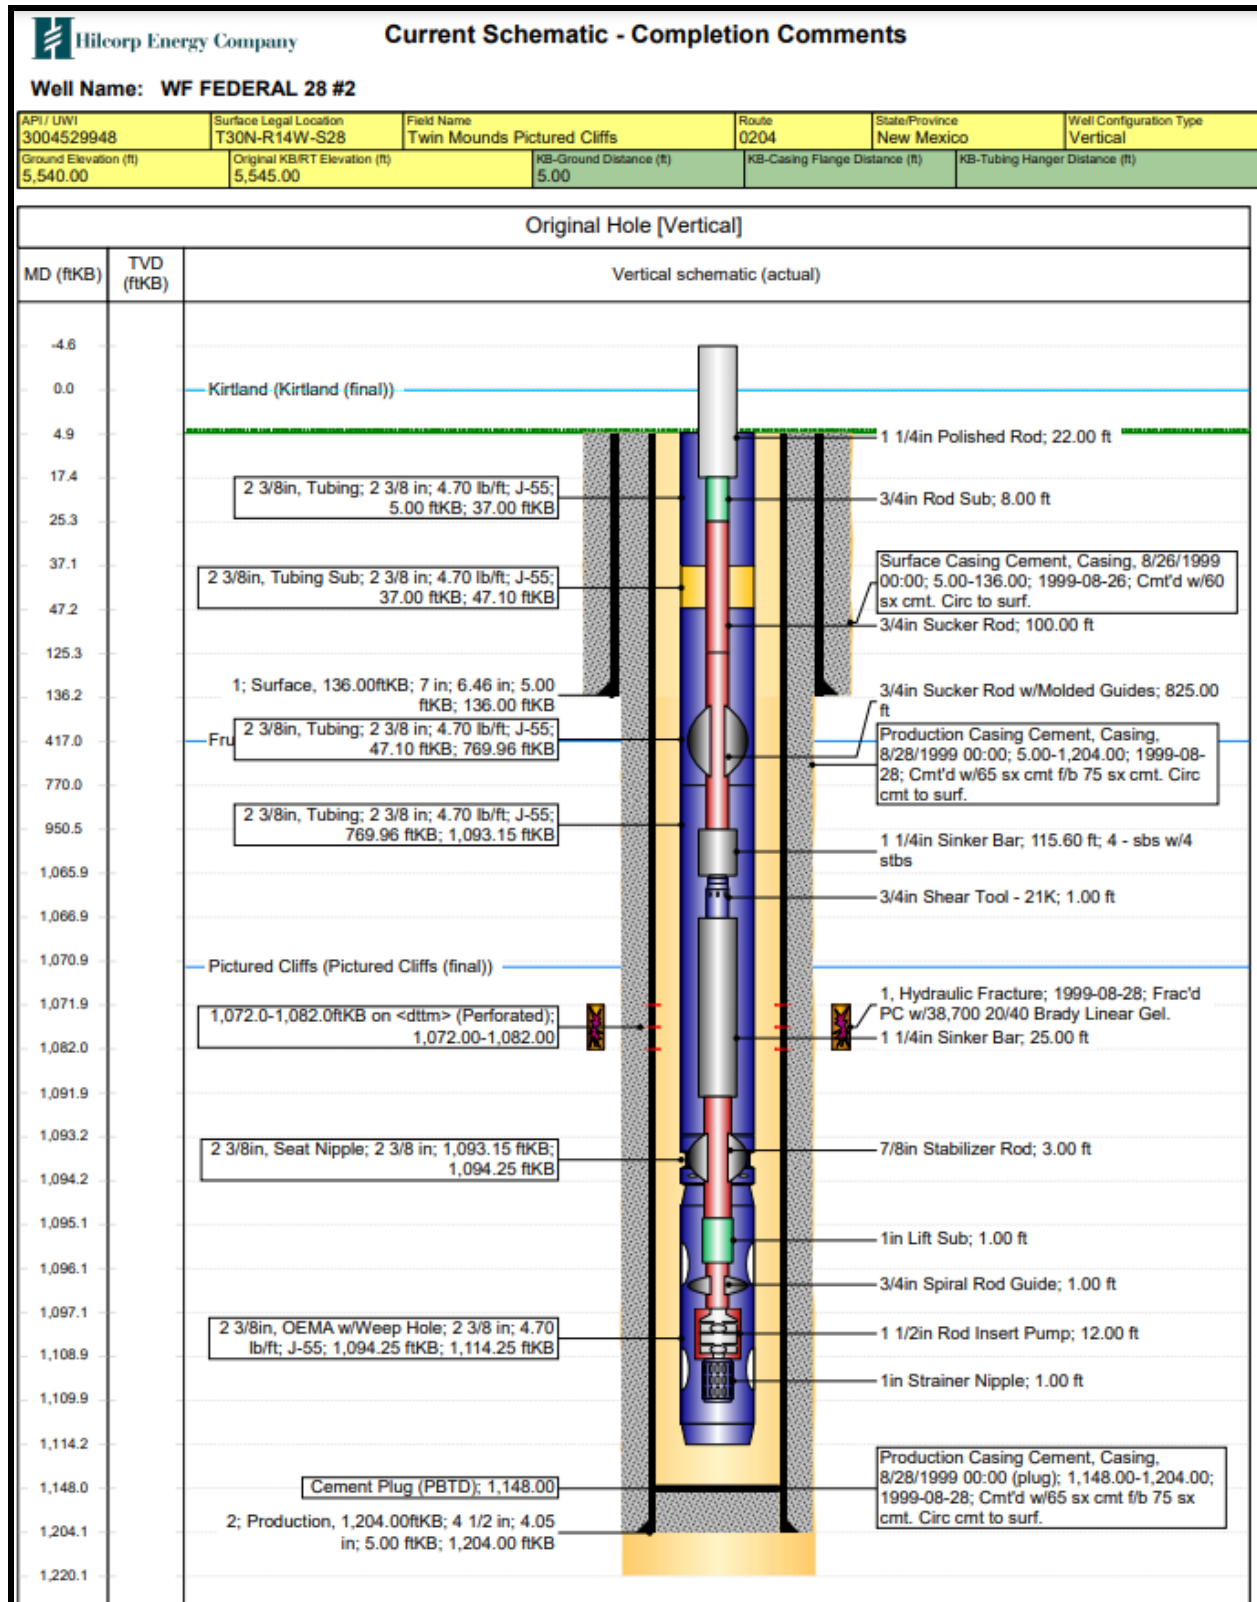 Hilcorp Energy Company
Current Schematic - Completion Comments
Well Name: WF FEDERAL 28 #2
API / UWI
3004529948
Surface Legal Location
T30N-R14W-S28
Field Name
Twin Mounds Pictured Cliffs
Route
0204
State/Province
New Mexico
Well Configuration Type
Vertical
Ground Elevation (ft)
5,540.00
Original KB/RT Elevation (ft)
5,545.00
KB-Ground Distance (ft)
5.00
KB-Casing Flange Distance (ft)
KB-Tubing Hanger Distance (ft)
Original Hole [Vertical]
MD (ftKB)
TVD
(ftKB)
Vertical schematic (actual)
-4.6
0.0
Kirtland (Kirtland (final))
4.9
1 1/4in Polished Rod; 22.00 ft
17.4
2 3/8in, Tubing; 2 3/8 in; 4.70 lb/ft; J-55;
5.00 ftKB; 37.00 ftKB
3/4in Rod Sub; 8.00 ft
25.3
37.1
2 3/8in, Tubing Sub; 2 3/8 in; 4.70 lb/ft; J-55;
37.00 ftKB; 47.10 ftKB
Surface Casing Cement, Casing, 8/26/1999
00:00; 5.00-136.00; 1999-08-26; Cmt'd w/60
sx cmt. Circ to surf.
47.2
3/4in Sucker Rod; 100.00 ft
125.3
136.2
1; Surface, 136.00ftKB; 7 in; 6.46 in; 5.00
ftKB; 136.00 ftKB
3/4in Sucker Rod w/Molded Guides; 825.00
ft
417.0
Fru
2 3/8in, Tubing; 2 3/8 in; 4.70 lb/ft; J-55;
47.10 ftKB; 769.96 ftKB
Production Casing Cement, Casing,
8/28/1999 00:00; 5.00-1,204.00; 1999-08-
28; Cmt'd w/65 sx cmt f/b 75 sx cmt. Circ
cmt to surf.
770.0
950.5
2 3/8in, Tubing; 2 3/8 in; 4.70 lb/ft; J-55;
769.96 ftKB; 1,093.15 ftKB
1 1/4in Sinker Bar; 115.60 ft; 4 - sbs w/4
stbs
1,065.9
3/4in Shear Tool - 21K; 1.00 ft
1,066.9
1,070.9
Pictured Cliffs (Pictured Cliffs (final))
1,071.9
1,072.0-1,082.0ftKB on <dttm> (Perforated);
1,072.00-1,082.00
1, Hydraulic Fracture; 1999-08-28; Frac'd
PC w/38,700 20/40 Brady Linear Gel.
1,082.0
1 1/4in Sinker Bar; 25.00 ft
1,091.9
1,093.2
2 3/8in, Seat Nipple; 2 3/8 in; 1,093.15 ftKB;
1,094.25 ftKB
7/8in Stabilizer Rod; 3.00 ft
1,094.2
1,095.1
1in Lift Sub; 1.00 ft
1,096.1
3/4in Spiral Rod Guide; 1.00 ft
1,097.1
2 3/8in, OEMA w/Weep Hole; 2 3/8 in; 4.70
lb/ft; J-55; 1,094.25 ftKB; 1,114.25 ftKB
1 1/2in Rod Insert Pump; 12.00 ft
1,108.9
1in Strainer Nipple; 1.00 ft
1,109.9
1,114.2
1,148.0
Cement Plug (PBTD); 1,148.00
Production Casing Cement, Casing,
8/28/1999 00:00 (plug); 1,148.00-1,204.00;
1999-08-28; Cmt'd w/65 sx cmt f/b 75 sx
cmt. Circ cmt to surf.
1,204.1
2; Production, 1,204.00ftKB; 4 1/2 in; 4.05
in; 5.00 ftKB; 1,204.00 ftKB
1,220.1